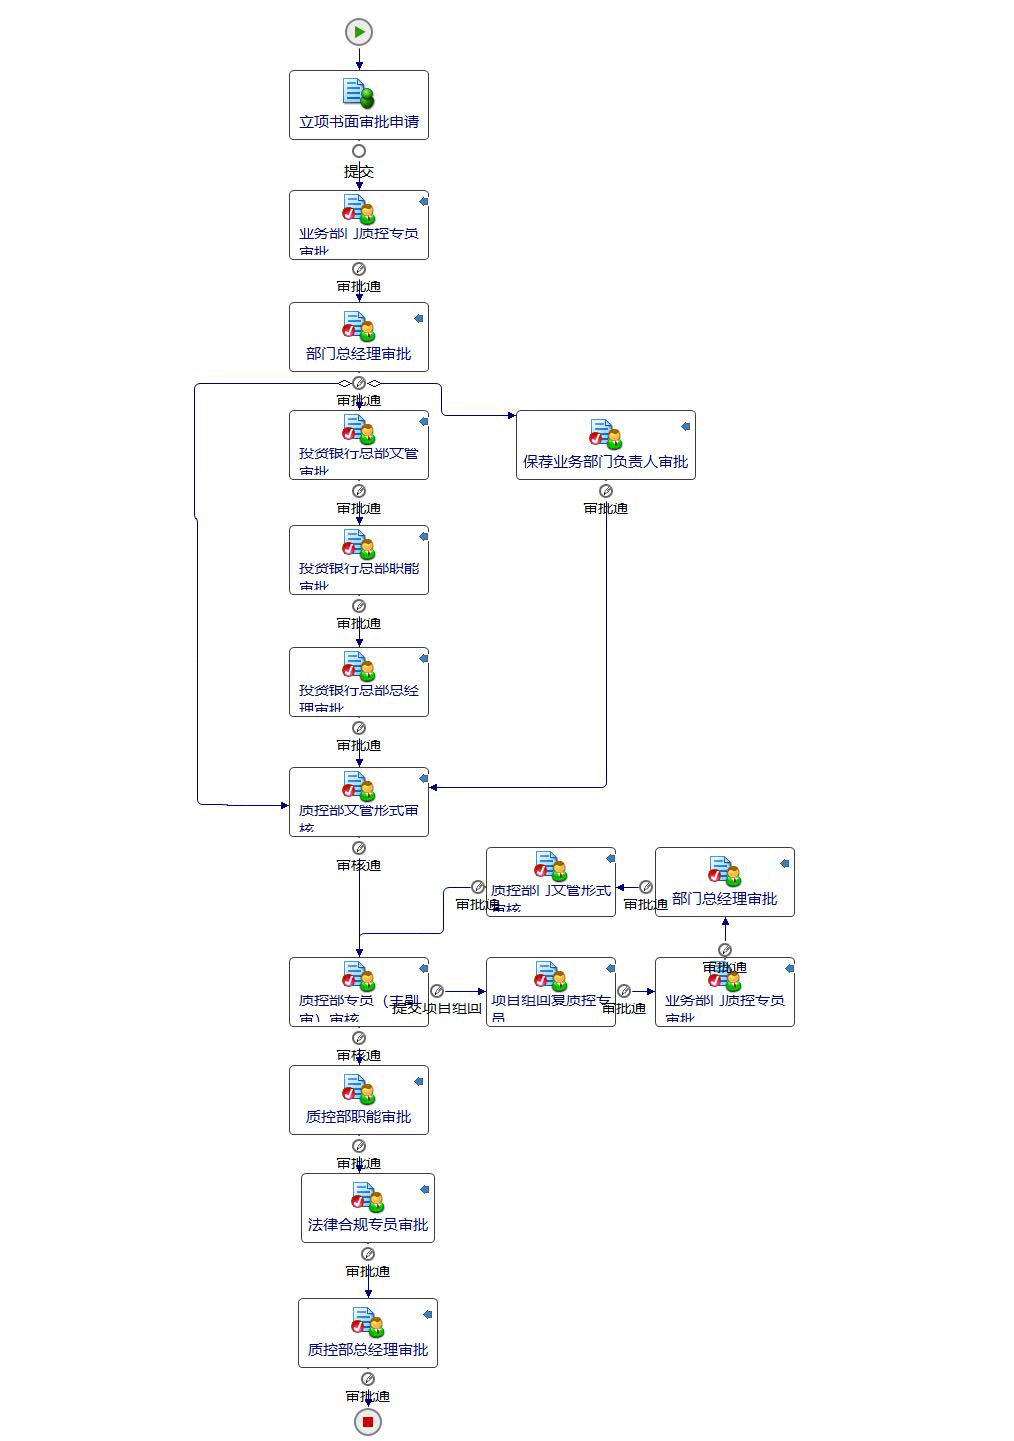 立项书面审批申请
提交
业务部门质控专员
审批
审批通
部门总经理审批
审批通
投资银行总部文管
审批
保荐业务部门负责人审批
审批通
审批通
投资银行总部职能
审批
审批通
投资银行总部总经
理审批
审批通
质控部文管形式审
核
审核通
质控部门文管形式
审核
审批通
部门总经理审批
审批通
审批通
质控部专员（主副
审）审核
提交项目组回
项目组回复质控专
员
审批通
业务部门质控专员
审批
审核通
质控部职能审批
审批通
法律合规专员审批
审批通
质控部总经理审批
审批通